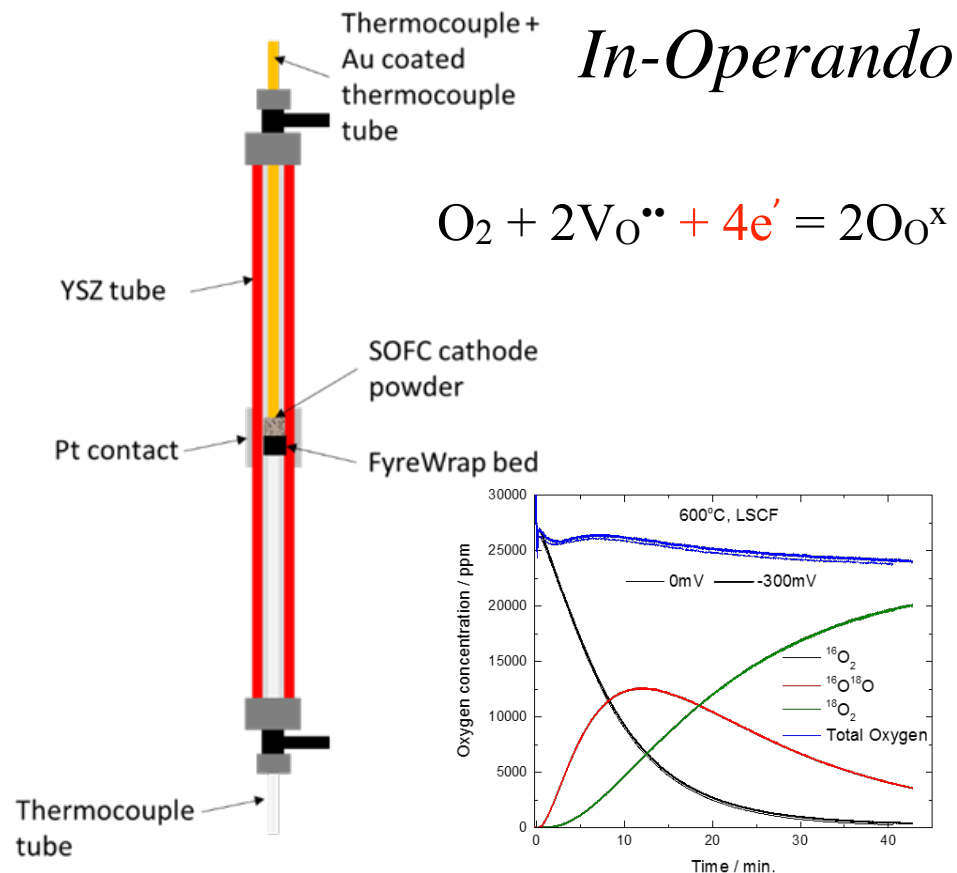 Thermocouple +
Au coated
thermocouple
tube
In-Operando
O₂ + 2V_O•• + 4e′ = 2O_Oˣ
YSZ tube
SOFC cathode
powder
Pt contact
FyreWrap bed
Thermocouple
tube
600°C, LSCF
0mV -300mV
¹⁶O₂
¹⁶O¹⁸O
¹⁸O₂
Total Oxygen
Oxygen concentration / ppm
30000
25000
20000
15000
10000
5000
0
0 10 20 30 40
Time / min.